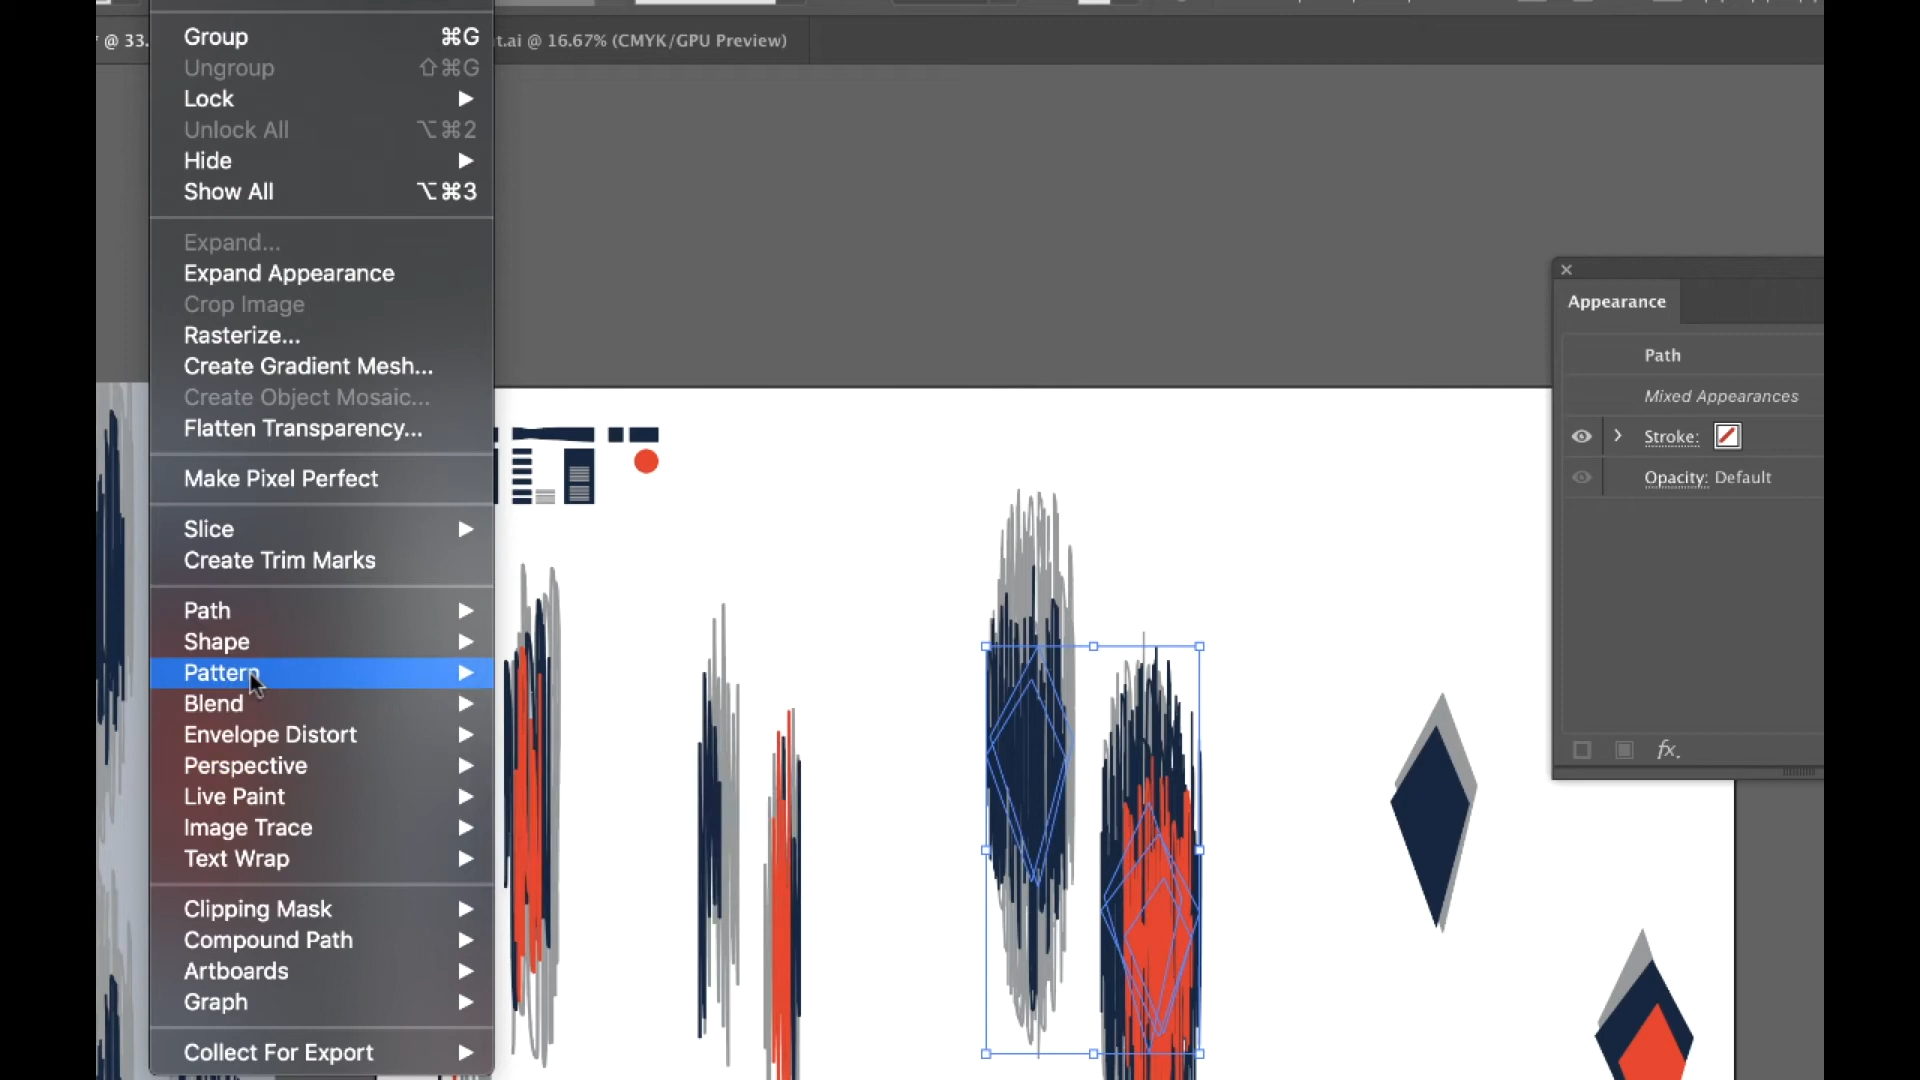 * @ 33.
t.ai @ 16.67% (CMYK/GPU Preview)
Group ⌘G
Ungroup ⇧⌘G
Lock ▶
Unlock All ⌥⌘2
Hide ▶
Show All ⌥⌘3
Expand...
Expand Appearance
Crop Image
Rasterize...
Create Gradient Mesh...
Create Object Mosaic...
Flatten Transparency...
Make Pixel Perfect
Slice ▶
Create Trim Marks
Path ▶
Shape ▶
Pattern ▶
Blend ▶
Envelope Distort ▶
Perspective ▶
Live Paint ▶
Image Trace ▶
Text Wrap ▶
Clipping Mask ▶
Compound Path ▶
Artboards ▶
Graph ▶
Collect For Export ▶
Appearance
Path
Mixed Appearances
Stroke:
Opacity: Default
fx.